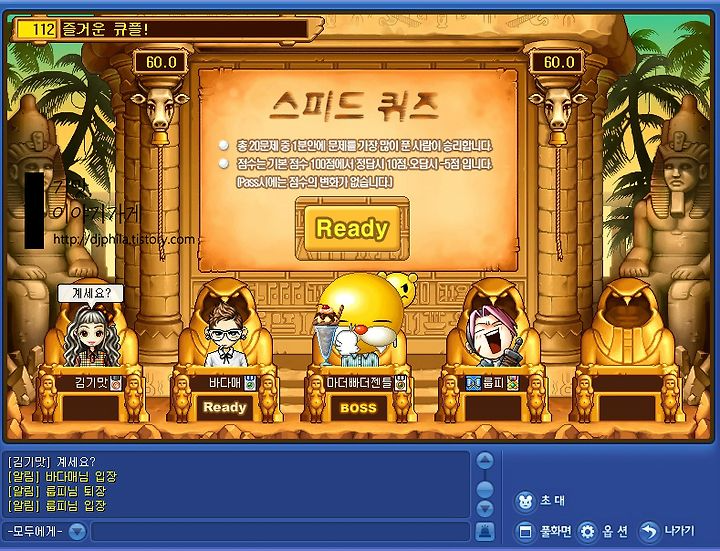 112 즐거운 큐플!
60.0
60.0
스피드 퀴즈
총 20문제 중 1분안에 문제를 가장 많이 푼 사람이 승리합니다.
점수는 기본 점수 100점에서 정답시 10점, 오답시 -5점 입니다.
(Pass시에는 점수의 변화가 없습니다.)
Ready
이야기가게
http://djphila.tistory.com
계세요?
김기맛
바다매
마더빠더젠틀
룹피
Ready
BOSS
[김기맛] 계세요?
[알림] 바다매님 입장
[알림] 룹피님 퇴장
[알림] 룹피님 입장
-모두에게-
초 대
풀화면
옵 션
나가기